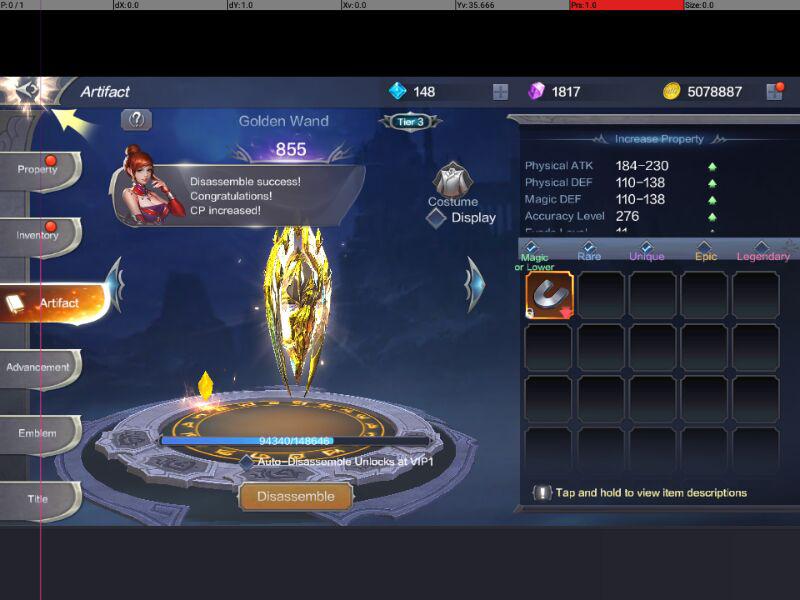 P: 0 / 1
dX: 0.0
dY: 1.0
Xv: 0.0
Yv: 35.666
Prs: 1.0
Size: 0.0
Artifact
148
1817
5078887
Golden Wand
855
Tier 3
Increase Property
Physical ATK 184-230
Physical DEF 110-138
Magic DEF 110-138
Accuracy Level 276
Disassemble success!
Congratulations!
CP increased!
Costume
Display
Magic or Lower
Rare
Unique
Epic
Legendary
Property
Inventory
Artifact
Advancement
Emblem
Title
94340/148646
Auto-Disassemble Unlocks at VIP1
Disassemble
Tap and hold to view item descriptions